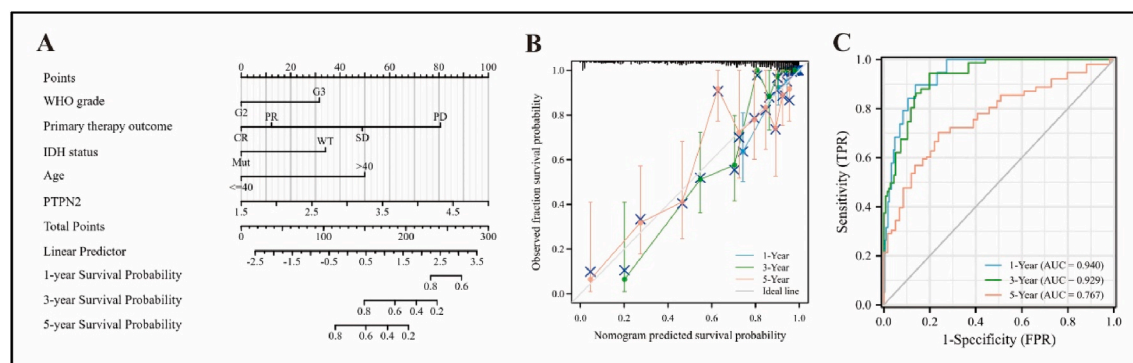 A
Points
0 20 40 60 80 100
WHO grade
G2 G3
Primary therapy outcome
CR PR SD PD
IDH status
Mut WT
Age
<=40 >40
PTPN2
1.5 2.5 3.5 4.5
Total Points
0 100 200 300
Linear Predictor
-2.5 -1.5 -0.5 0.5 1.5 2.5 3.5
1-year Survival Probability
0.8 0.6
3-year Survival Probability
0.8 0.6 0.4 0.2
5-year Survival Probability
0.8 0.6 0.4 0.2
B
Observed fraction survival probability
1.0
0.8
0.6
0.4
0.2
0.0
0.0 0.2 0.4 0.6 0.8 1.0
Nomogram predicted survival probability
1-Year
3-Year
5-Year
Ideal line
C
Sensitivity (TPR)
1.0
0.8
0.6
0.4
0.2
0.0
0.0 0.2 0.4 0.6 0.8 1.0
1-Specificity (FPR)
1-Year (AUC = 0.940)
3-Year (AUC = 0.929)
5-Year (AUC = 0.767)